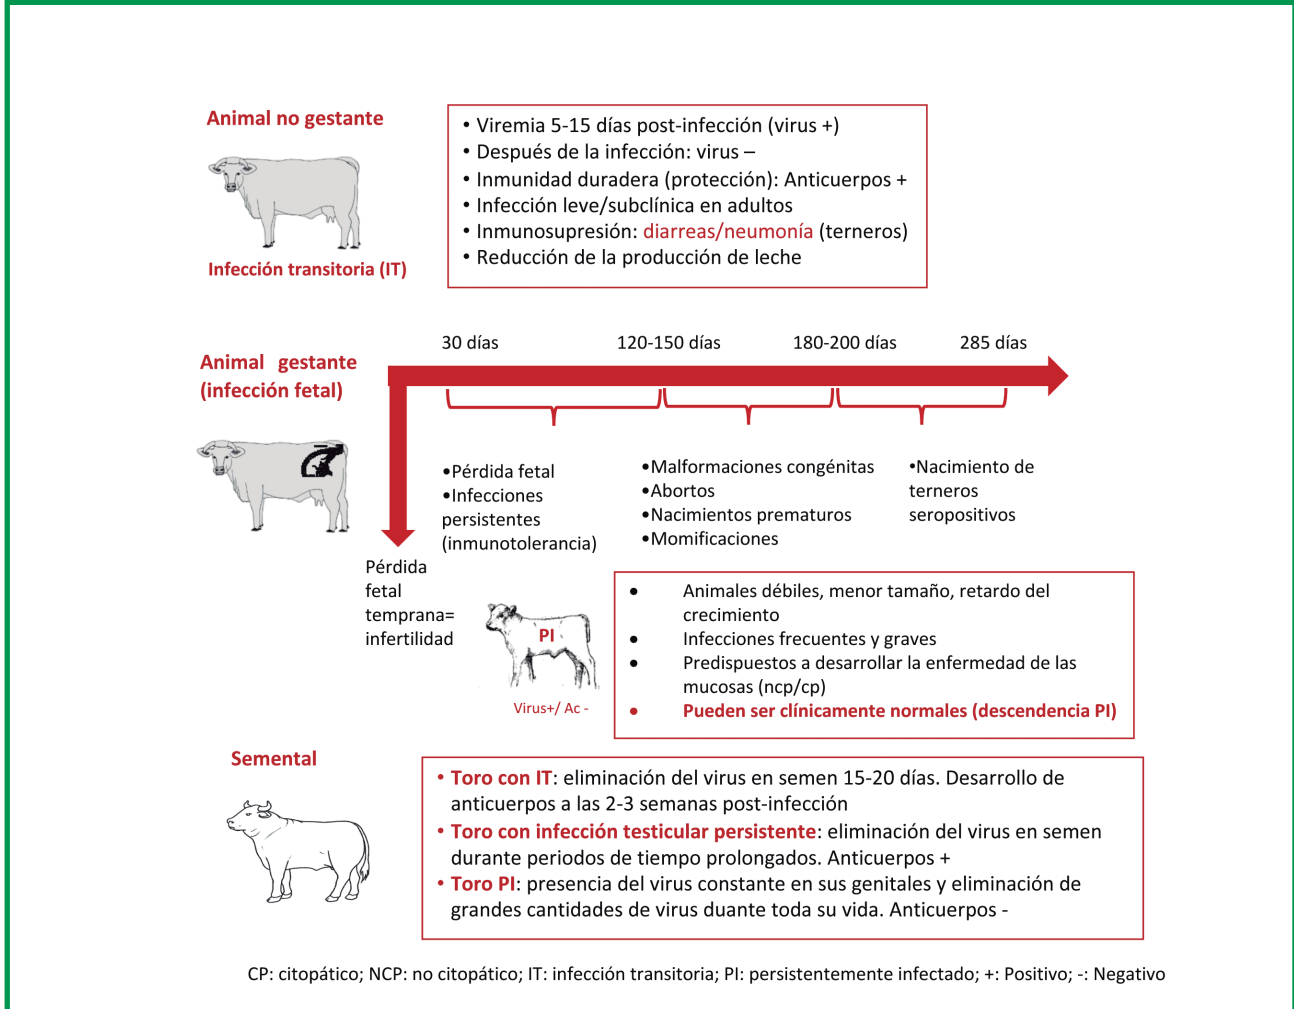 Animal no gestante
Infección transitoria (IT)
• Viremia 5-15 días post-infección (virus +)
• Después de la infección: virus –
• Inmunidad duradera (protección): Anticuerpos +
• Infección leve/subclínica en adultos
• Inmunosupresión: diarreas/neumonía (terneros)
• Reducción de la producción de leche
Animal gestante
(infección fetal)
30 días
120-150 días
180-200 días
285 días
•Pérdida fetal
•Infecciones
persistentes
(inmunotolerancia)
•Malformaciones congénitas
•Abortos
•Nacimientos prematuros
•Momificaciones
•Nacimiento de
terneros
seropositivos
Pérdida
fetal
temprana=
infertilidad
PI
Virus+/ Ac -
• Animales débiles, menor tamaño, retardo del
crecimiento
• Infecciones frecuentes y graves
• Predispuestos a desarrollar la enfermedad de las
mucosas (ncp/cp)
• Pueden ser clínicamente normales (descendencia PI)
Semental
• Toro con IT: eliminación del virus en semen 15-20 días. Desarrollo de
anticuerpos a las 2-3 semanas post-infección
• Toro con infección testicular persistente: eliminación del virus en semen
durante periodos de tiempo prolongados. Anticuerpos +
• Toro PI: presencia del virus constante en sus genitales y eliminación de
grandes cantidades de virus duante toda su vida. Anticuerpos -
CP: citopático; NCP: no citopático; IT: infección transitoria; PI: persistentemente infectado; +: Positivo; -: Negativo